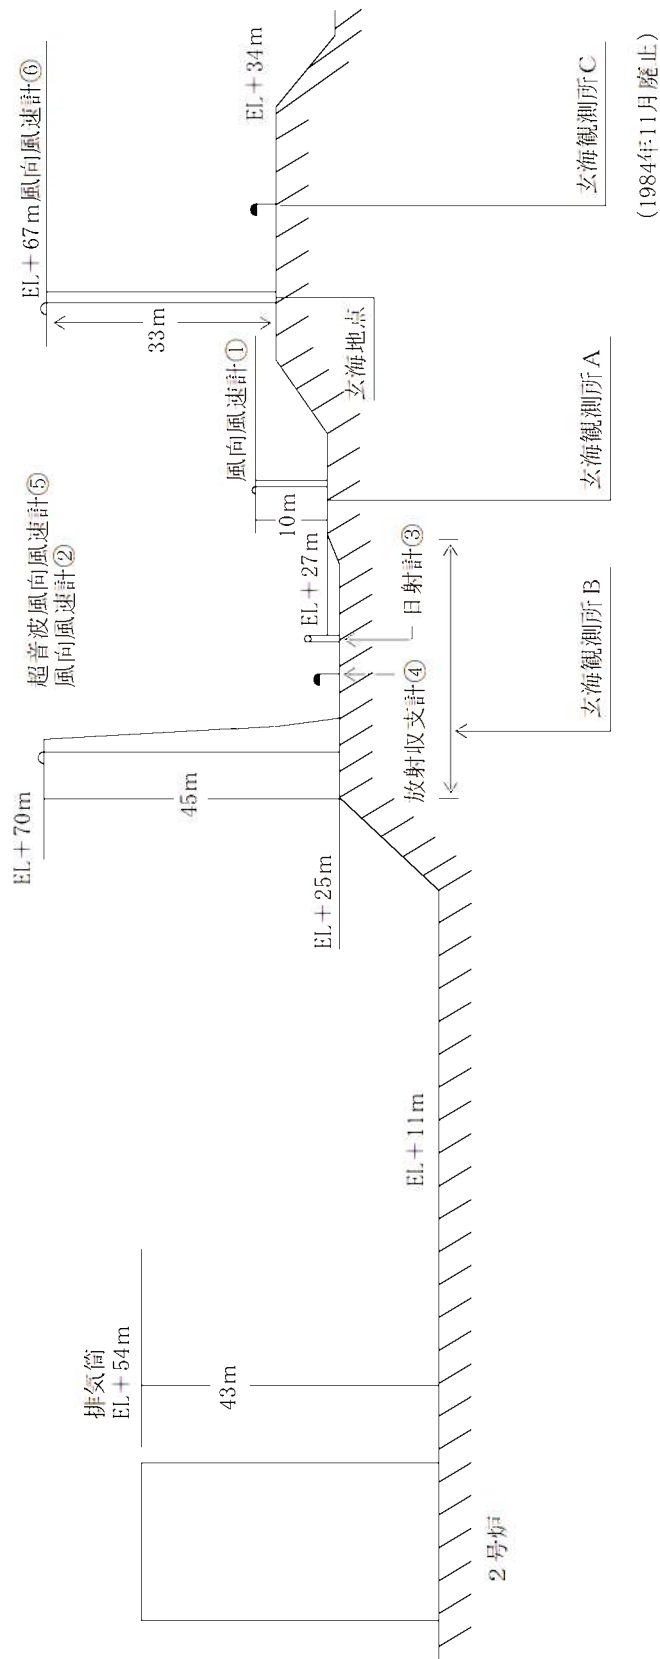 排気筒
EL+54m
43m
2号炉
EL+11m
EL+70m
45m
EL+25m
超音波風向風速計⑤
風向風速計②
放射収支計④
日射計③
玄海観測所B
EL+27m
10m
風向風速計①
玄海観測所A
EL+67m風向風速計⑥
33m
玄海地点
EL+34m
玄海観測所C
(1984年11月廃止)